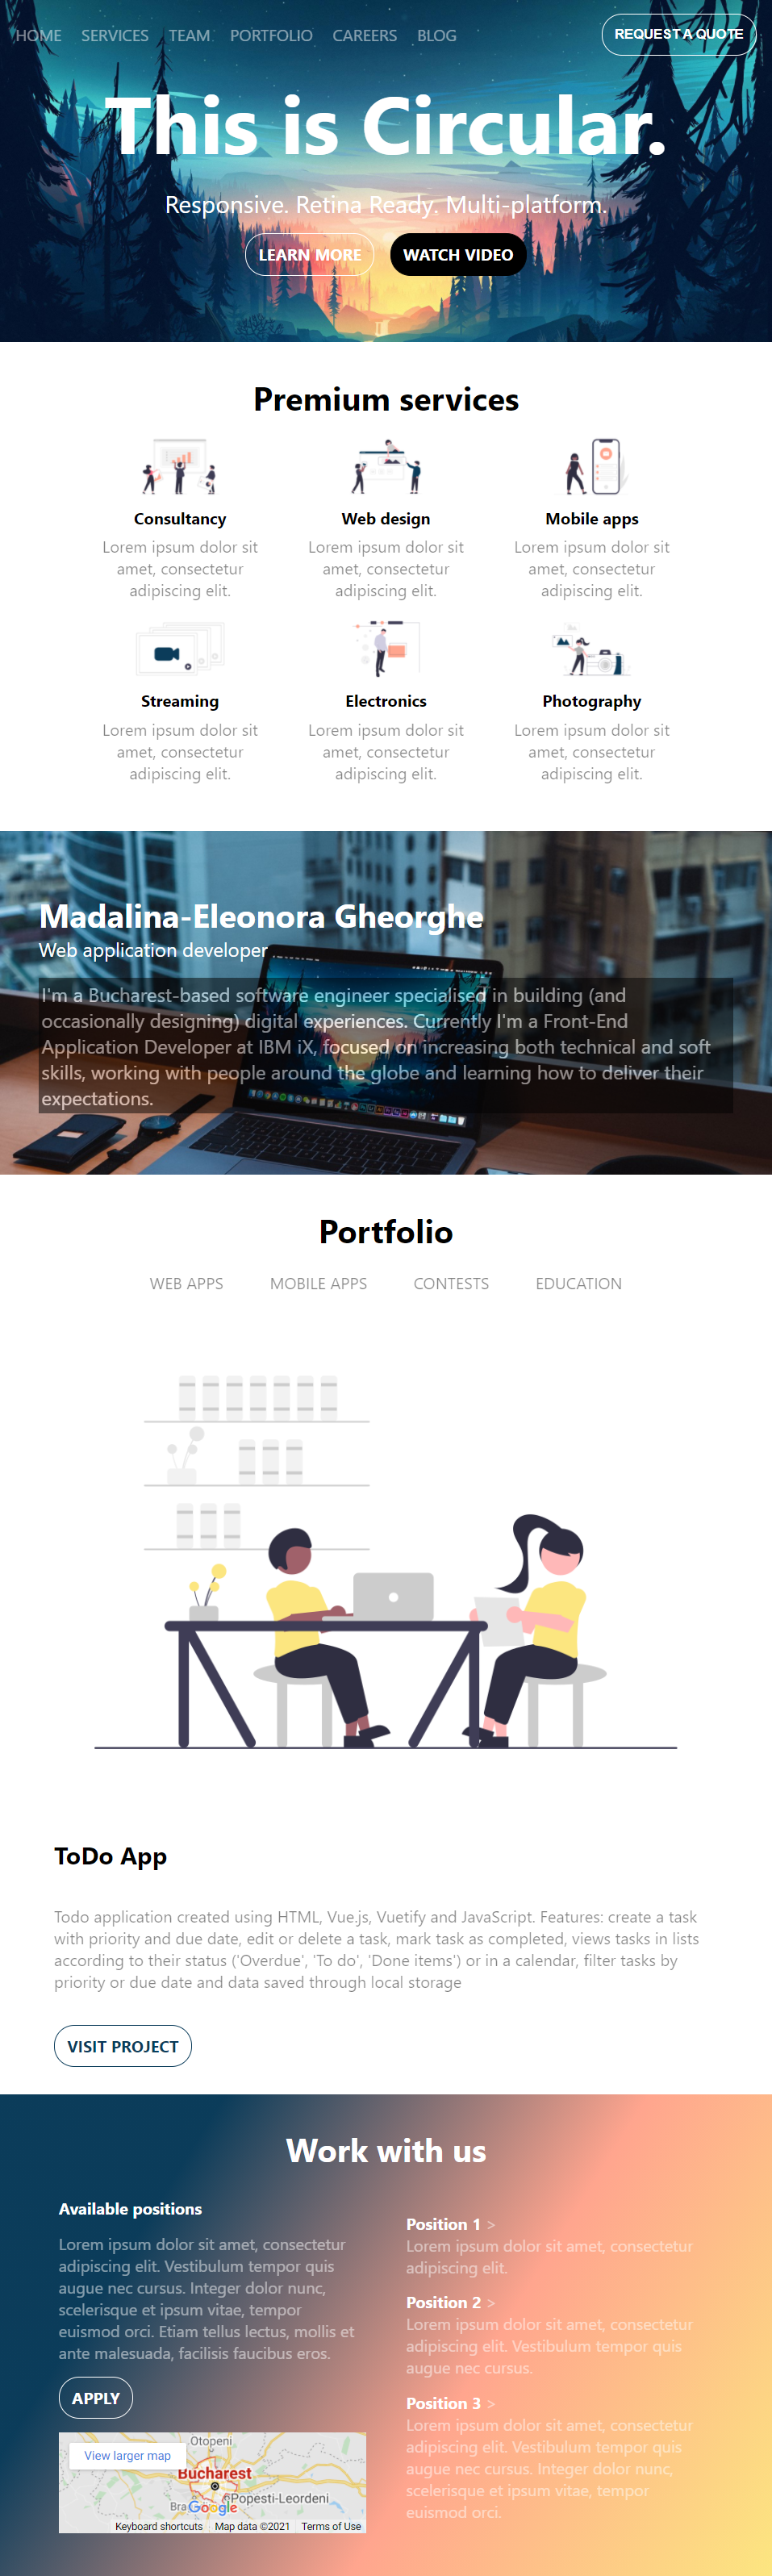 HOME SERVICES TEAM PORTFOLIO CAREERS BLOG REQUEST A QUOTE
This is Circular.
Responsive. Retina Ready. Multi-platform.
LEARN MORE WATCH VIDEO
Premium services
Consultancy Web design Mobile apps
Lorem ipsum dolor sit Lorem ipsum dolor sit Lorem ipsum dolor sit
amet, consectetur amet, consectetur amet, consectetur
adipiscing elit. adipiscing elit. adipiscing elit.
Streaming Electronics Photography
Lorem ipsum dolor sit Lorem ipsum dolor sit Lorem ipsum dolor sit
amet, consectetur amet, consectetur amet, consectetur
adipiscing elit. adipiscing elit. adipiscing elit.
Madalina-Eleonora Gheorghe
Web application developer
I'm a Bucharest-based software engineer specialised in building (and
occasionally designing) digital experiences. Currently I'm a Front-End
Application Developer at IBM iX, focused on increasing both technical and soft
skills, working with people around the globe and learning how to deliver their
expectations.
Portfolio
WEB APPS MOBILE APPS CONTESTS EDUCATION
ToDo App
Todo application created using HTML, Vue.js, Vuetify and JavaScript. Features: create a task
with priority and due date, edit or delete a task, mark task as completed, views tasks in lists
according to their status ('Overdue', 'To do', 'Done items') or in a calendar, filter tasks by
priority or due date and data saved through local storage
VISIT PROJECT
Work with us
Available positions
Lorem ipsum dolor sit amet, consectetur
adipiscing elit. Vestibulum tempor quis
augue nec cursus. Integer dolor nunc,
scelerisque et ipsum vitae, tempor
euismod orci. Etiam tellus lectus, mollis et
ante malesuada, facilisis faucibus eros.
APPLY
Otopeni
View larger map
Bucharest
Popesti-Leordeni
Bra
Google
Keyboard shortcuts Map data ©2021 Terms of Use
Position 1 >
Lorem ipsum dolor sit amet, consectetur
adipiscing elit.
Position 2 >
Lorem ipsum dolor sit amet, consectetur
adipiscing elit. Vestibulum tempor quis
augue nec cursus.
Position 3 >
Lorem ipsum dolor sit amet, consectetur
adipiscing elit. Vestibulum tempor quis
augue nec cursus. Integer dolor nunc,
scelerisque et ipsum vitae, tempor
euismod orci.